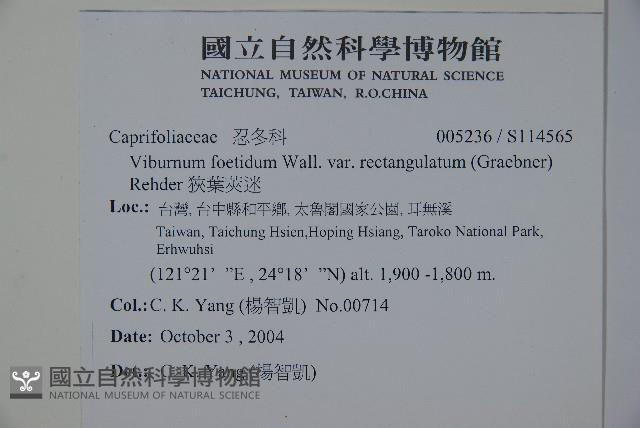 國立自然科學博物館
NATIONAL MUSEUM OF NATURAL SCIENCE
TAICHUNG, TAIWAN, R.O.CHINA
Caprifoliaceae 忍冬科 005236 / S114565
Viburnum foetidum Wall. var. rectangulatum (Graebner)
Rehder 狹葉莢迷
Loc.: 台灣, 台中縣和平鄉, 太魯閣國家公園, 耳無溪
Taiwan, Taichung Hsien,Hoping Hsiang, Taroko National Park,
Erhwuhsi
(121°21’ ”E , 24°18’ ”N) alt. 1,900 -1,800 m.
Col.: C. K. Yang (楊智凱) No.00714
Date: October 3 , 2004
Det.: C. K. Yang (楊智凱)
國立自然科學博物館
NATIONAL MUSEUM OF NATURAL SCIENCE